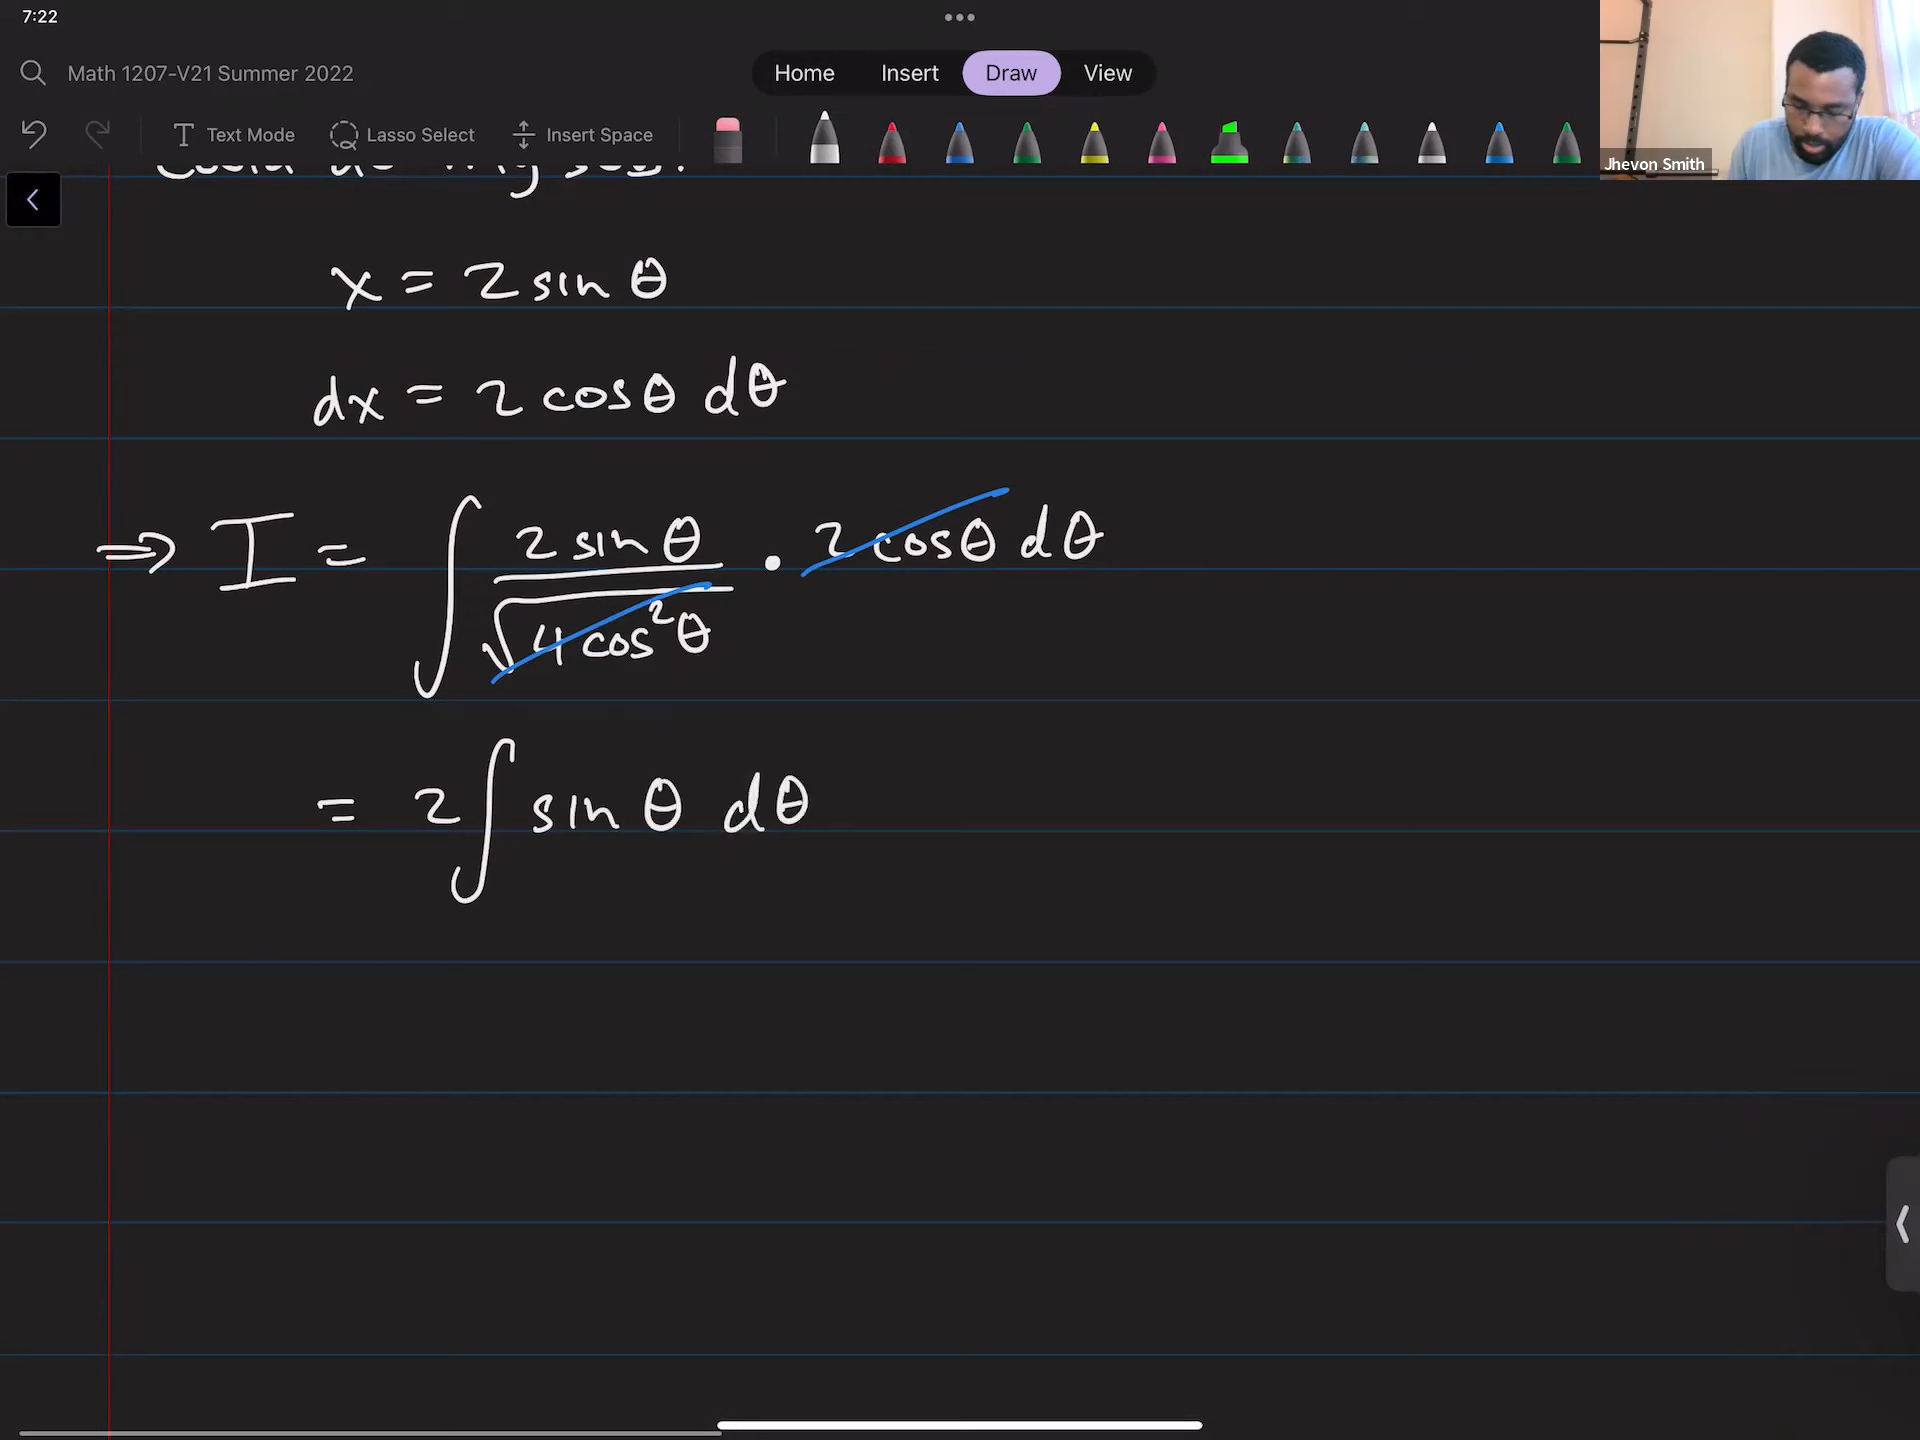 7:22
Math 1207-V21 Summer 2022
Home Insert Draw View
Text Mode Lasso Select Insert Space
Jhevon Smith
x = 2 sin θ
dx = 2 cos θ dθ
⇒ I = ∫ 2 sin θ / √(4 cos² θ) · 2 cos θ dθ
= 2 ∫ sin θ dθ